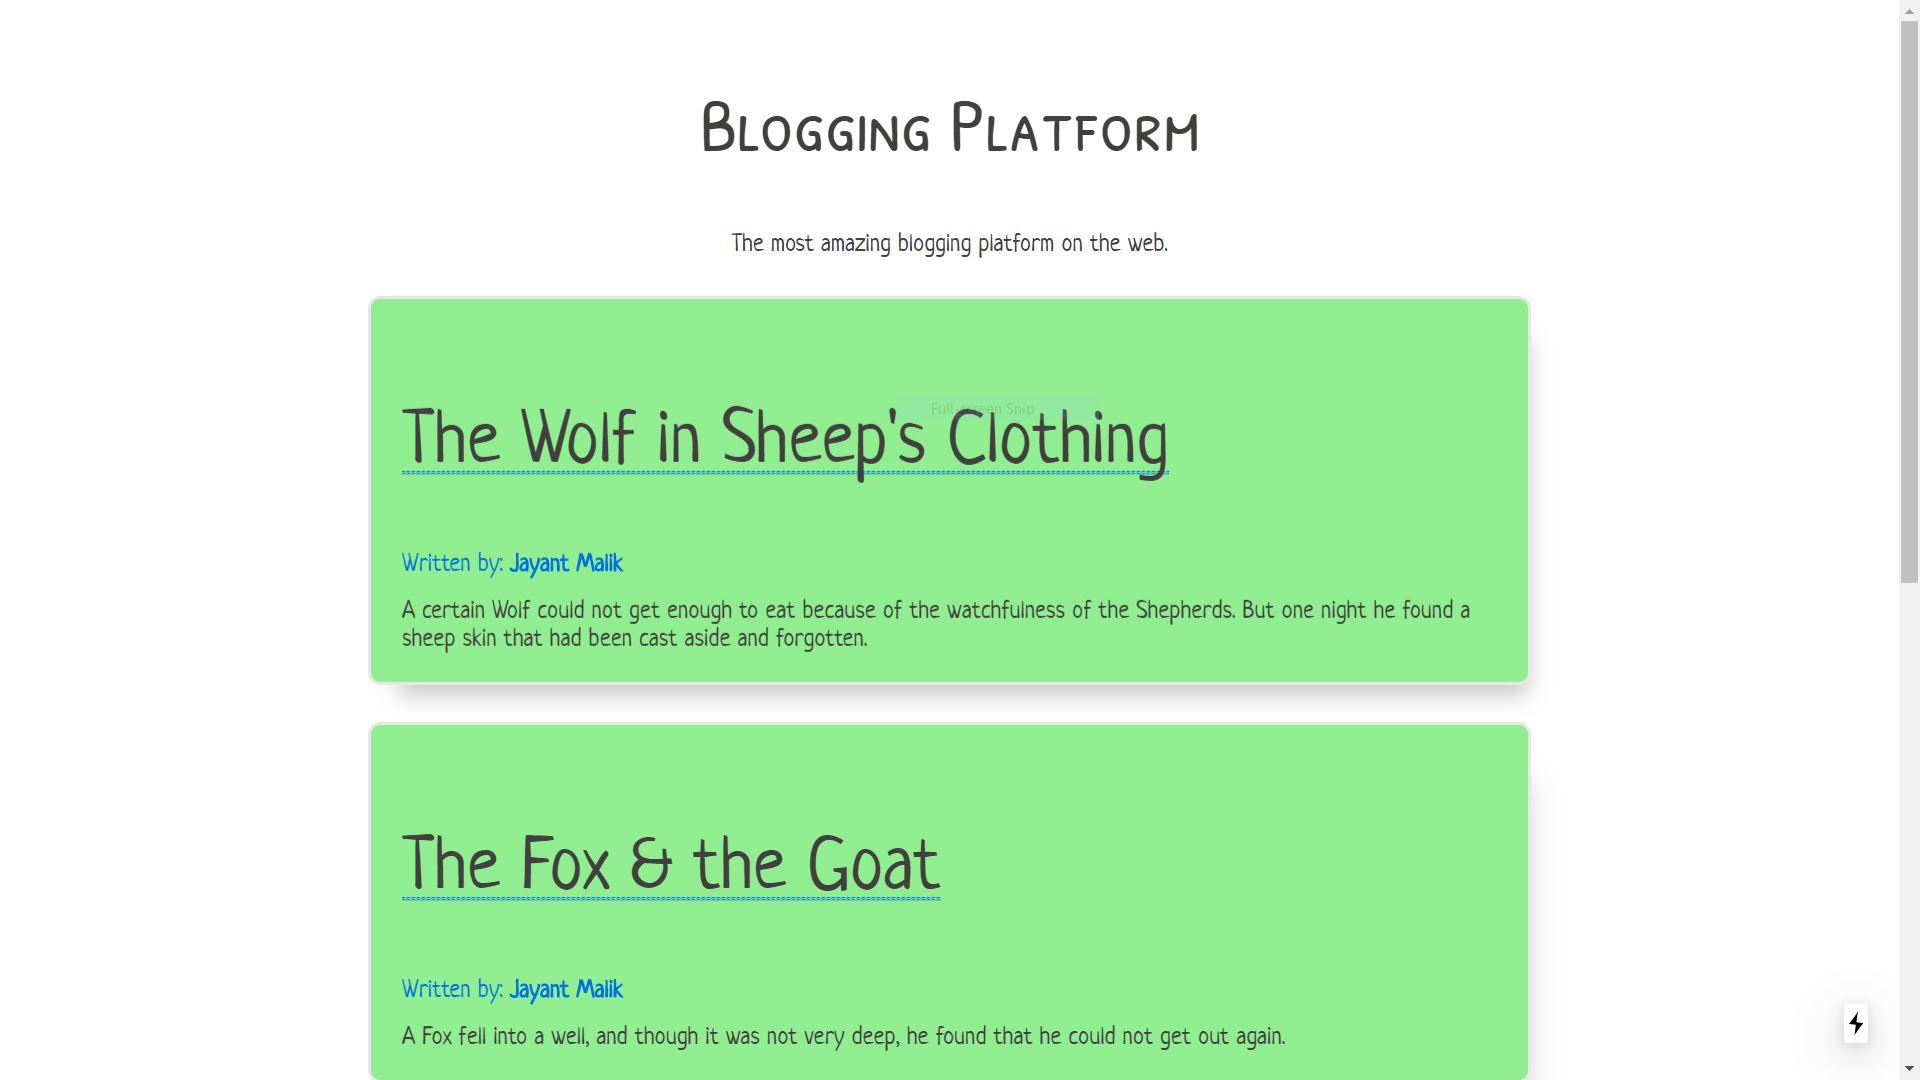 Blogging Platform
The most amazing blogging platform on the web.
Full-screen Snip
The Wolf in Sheep's Clothing
Written by: Jayant Malik
A certain Wolf could not get enough to eat because of the watchfulness of the Shepherds. But one night he found a
sheep skin that had been cast aside and forgotten.
The Fox & the Goat
Written by: Jayant Malik
A Fox fell into a well, and though it was not very deep, he found that he could not get out again.